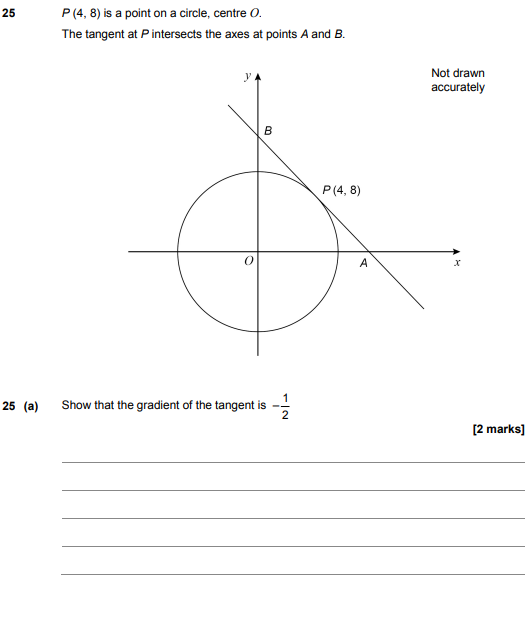 25 P (4, 8) is a point on a circle, centre O.
The tangent at P intersects the axes at points A and B.
Not drawn
accurately
y
B
P (4, 8)
O
A
x
25 (a) Show that the gradient of the tangent is −1/2
[2 marks]